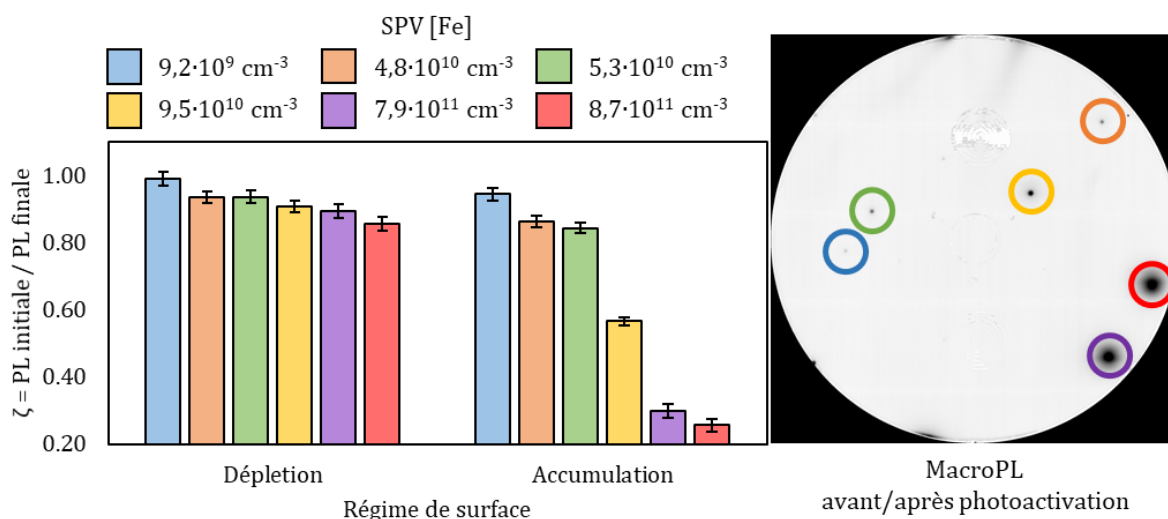 SPV [Fe]
9,2·10⁹ cm⁻³
4,8·10¹⁰ cm⁻³
5,3·10¹⁰ cm⁻³
9,5·10¹⁰ cm⁻³
7,9·10¹¹ cm⁻³
8,7·10¹¹ cm⁻³
ζ = PL initiale / PL finale
1.00
0.80
0.60
0.40
0.20
Dépletion
Accumulation
Régime de surface
MacroPL
avant/après photoactivation